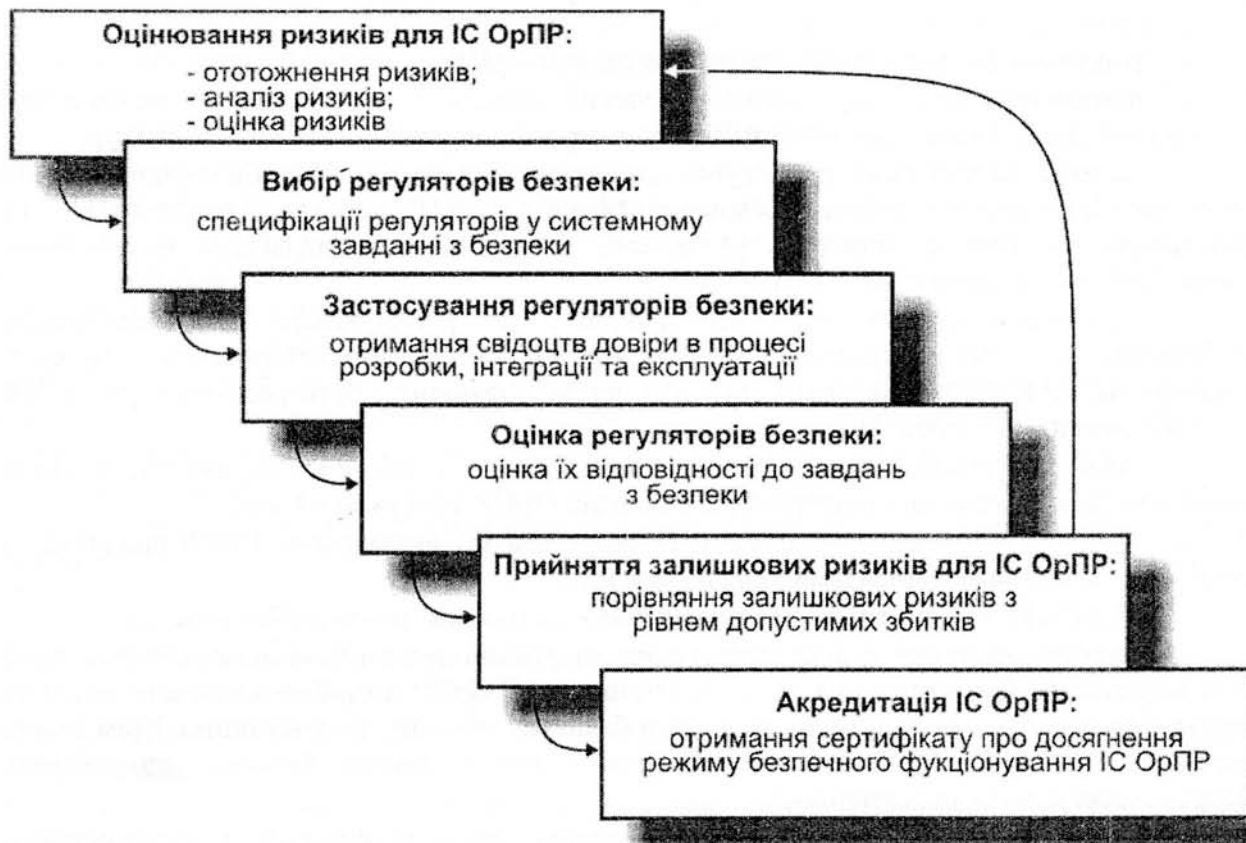 Оцінювання ризиків для ІС ОрПР:
- ототожнення ризиків;
- аналіз ризиків;
- оцінка ризиків
Вибір регуляторів безпеки:
специфікації регуляторів у системному
завданні з безпеки
Застосування регуляторів безпеки:
отримання свідоцтв довіри в процесі
розробки, інтеграції та експлуатації
Оцінка регуляторів безпеки:
оцінка їх відповідності до завдань
з безпеки
Прийняття залишкових ризиків для ІС ОрПР:
порівняння залишкових ризиків з
рівнем допустимих збитків
Акредитація ІС ОрПР:
отримання сертифікату про досягнення
режиму безпечного фукціонування ІС ОрПР